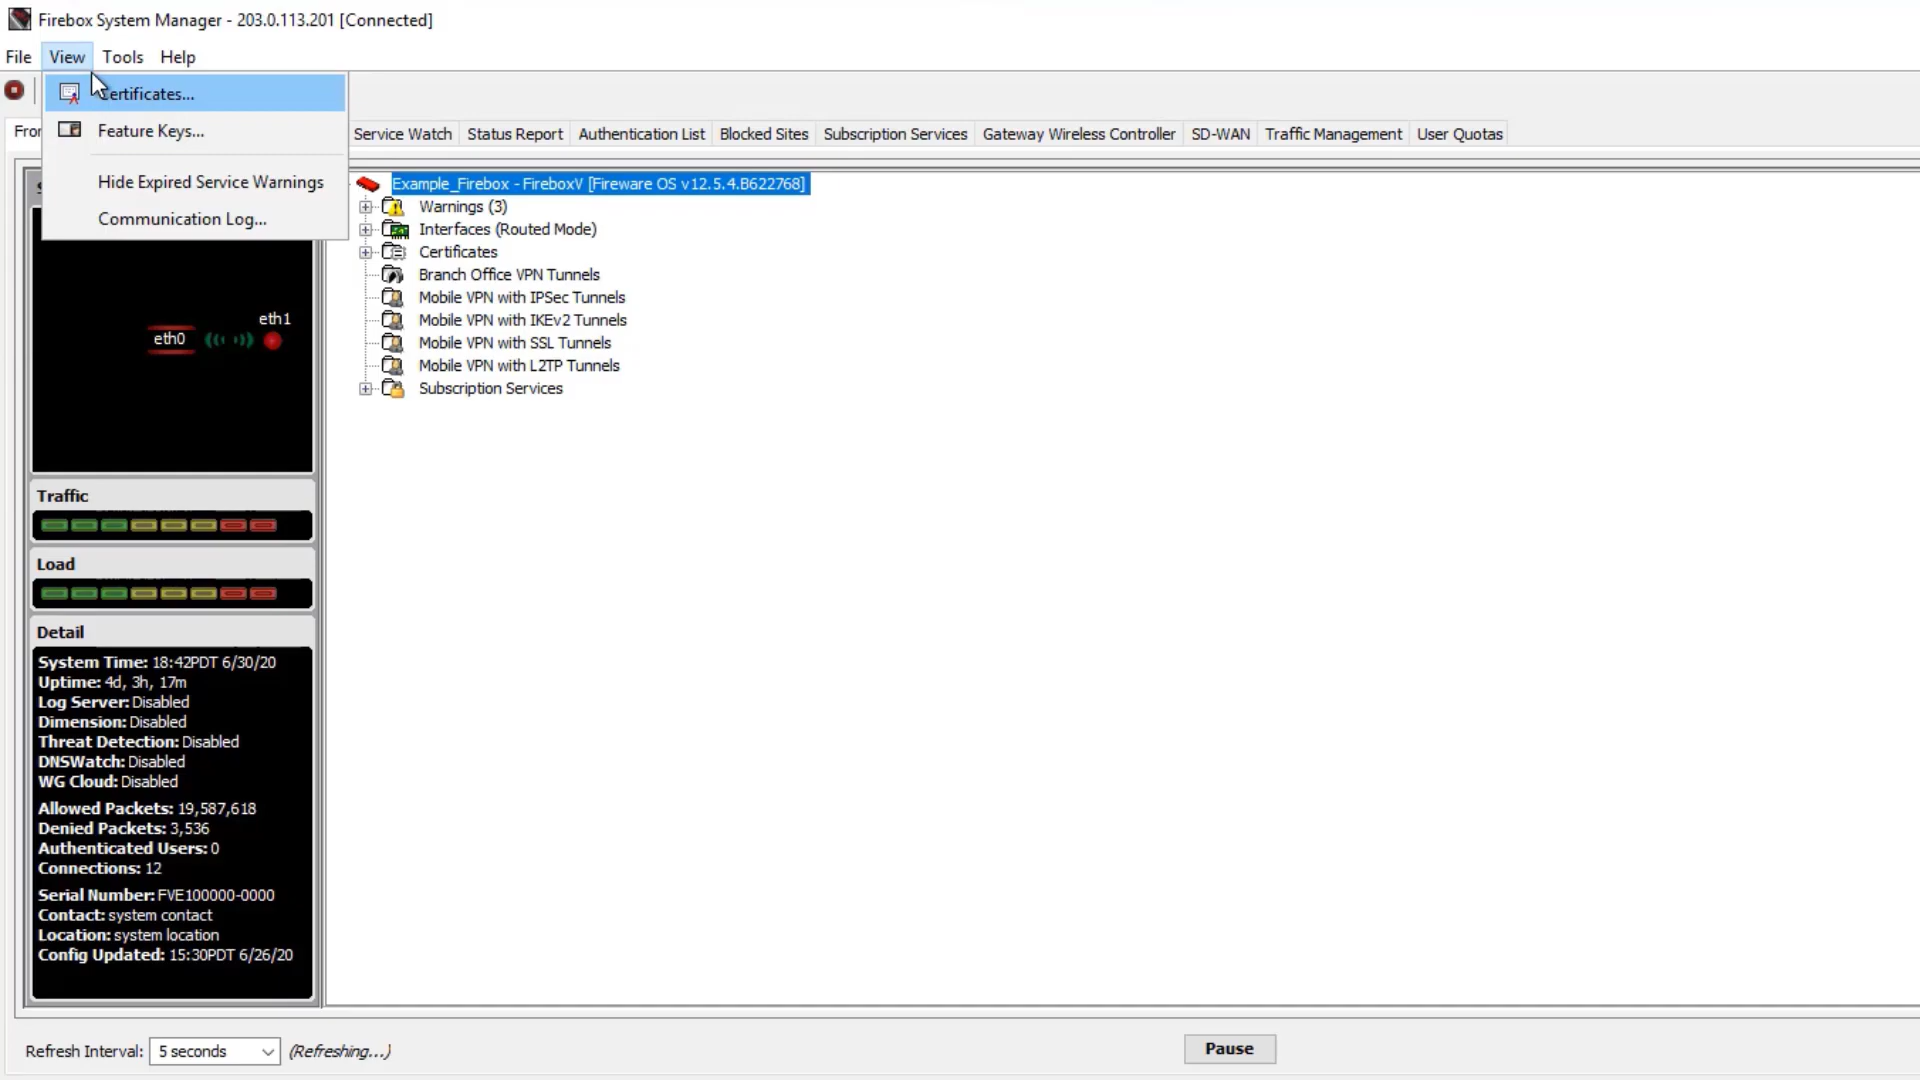 Firebox System Manager - 203.0.113.201 [Connected]
File View Tools Help
Certificates...
Feature Keys...
Hide Expired Service Warnings
Communication Log...
Service Watch Status Report Authentication List Blocked Sites Subscription Services Gateway Wireless Controller SD-WAN Traffic Management User Quotas
Example_Firebox - FireboxV [Fireware OS v12.5.4.B622768]
Warnings (3)
Interfaces (Routed Mode)
Certificates
Branch Office VPN Tunnels
Mobile VPN with IPSec Tunnels
Mobile VPN with IKEv2 Tunnels
Mobile VPN with SSL Tunnels
Mobile VPN with L2TP Tunnels
Subscription Services
eth0
eth1
Traffic
Load
Detail
System Time: 18:42PDT 6/30/20
Uptime: 4d, 3h, 17m
Log Server: Disabled
Dimension: Disabled
Threat Detection: Disabled
DNSWatch: Disabled
WG Cloud: Disabled
Allowed Packets: 19,587,618
Denied Packets: 3,536
Authenticated Users: 0
Connections: 12
Serial Number: FVE100000-0000
Contact: system contact
Location: system location
Config Updated: 15:30PDT 6/26/20
Refresh Interval: 5 seconds (Refreshing...)
Pause